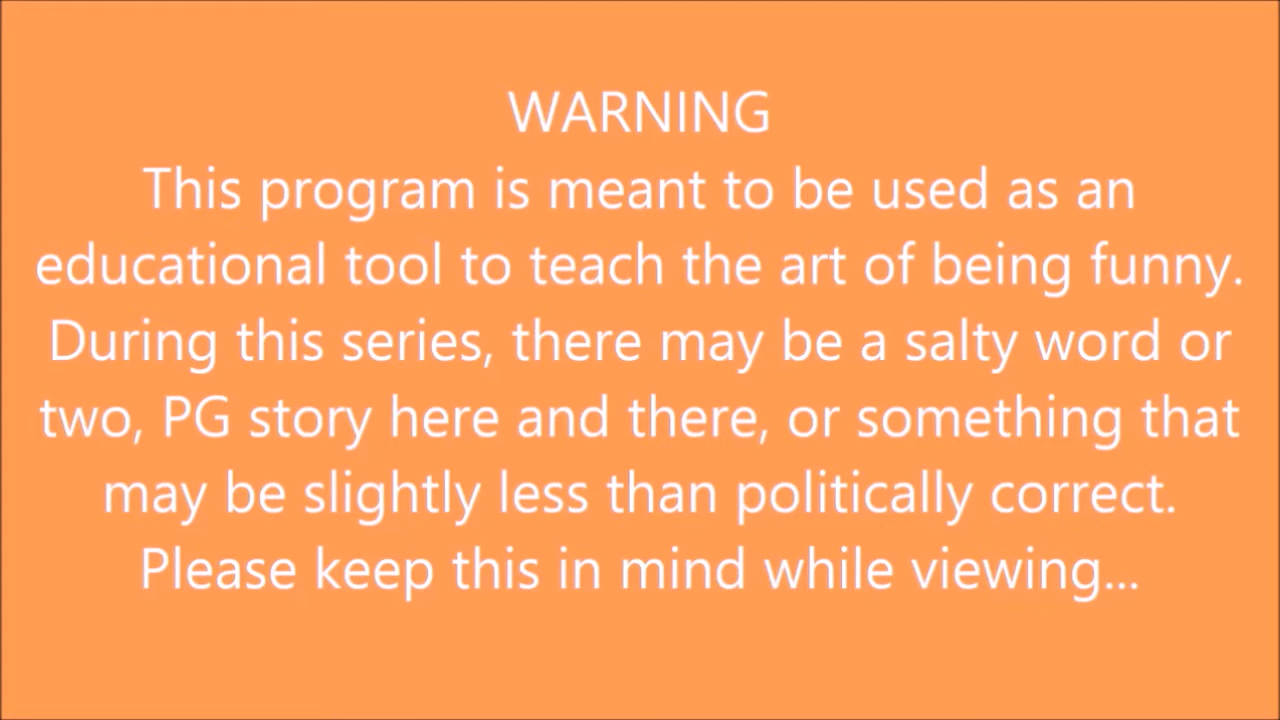 WARNING
This program is meant to be used as an
educational tool to teach the art of being funny.
During this series, there may be a salty word or
two, PG story here and there, or something that
may be slightly less than politically correct.
Please keep this in mind while viewing...